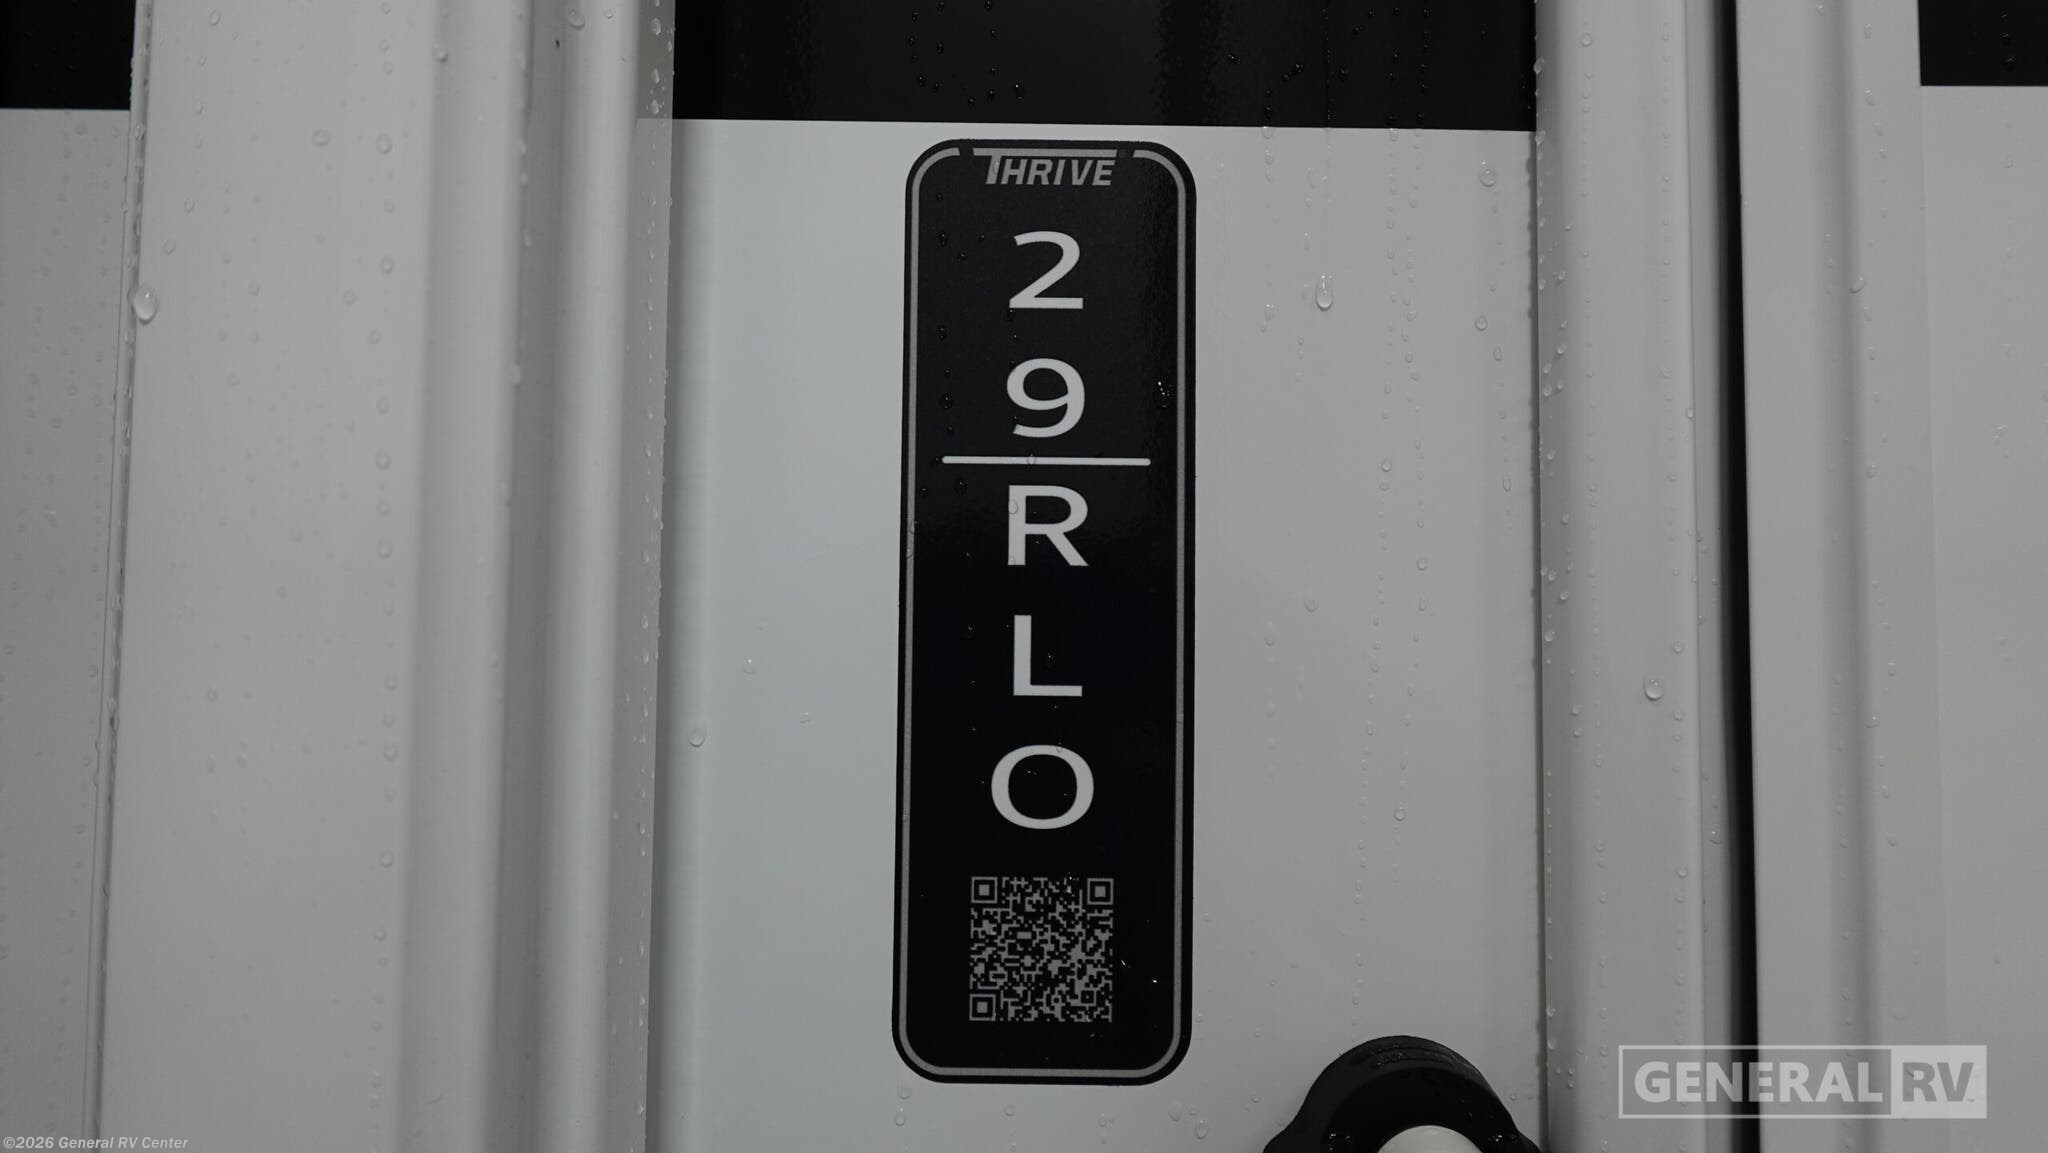 THRIVE
2
9
R
L
O
GENERAL RV
©2026 General RV Center